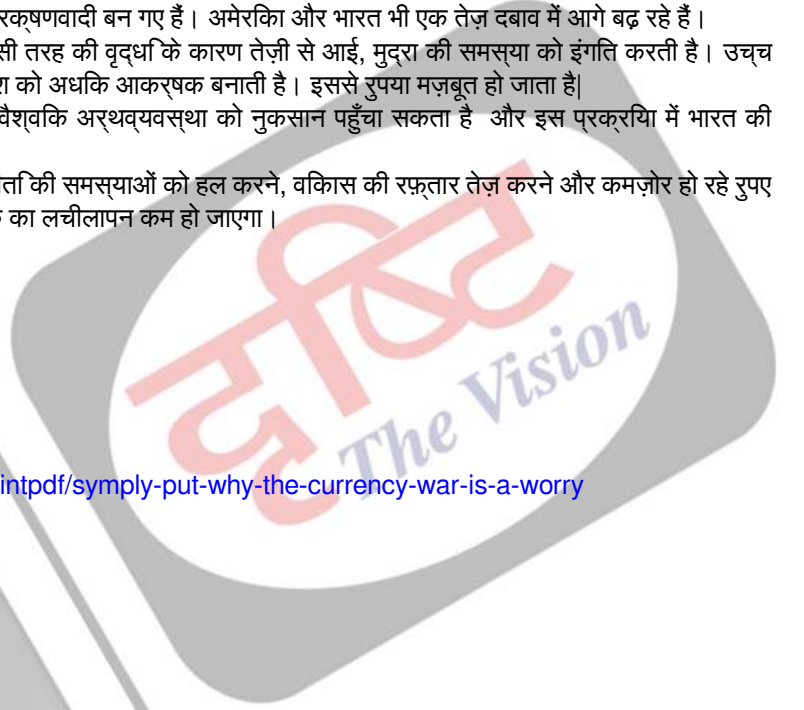 रक्षणवादी बन गए हैं। अमेरिका और भारत भी एक तेज़ दबाव में आगे बढ़ रहे हैं।
सी तरह की वृद्धि के कारण तेज़ी से आई, मुद्रा की समस्या को इंगति करती है। उच्च
श को अधिक आकर्षक बनाती है। इससे रुपया मज़बूत हो जाता है|
वैश्विक अर्थव्यवस्था को नुकसान पहुँचा सकता है और इस प्रक्रिया में भारत की
की समस्याओं को हल करने, विकास की रफ़्तार तेज़ करने और कमज़ोर हो रहे रुपए
का लचीलापन कम हो जाएगा।
दृष्टि
The Vision
intpdf/symply-put-why-the-currency-war-is-a-worry